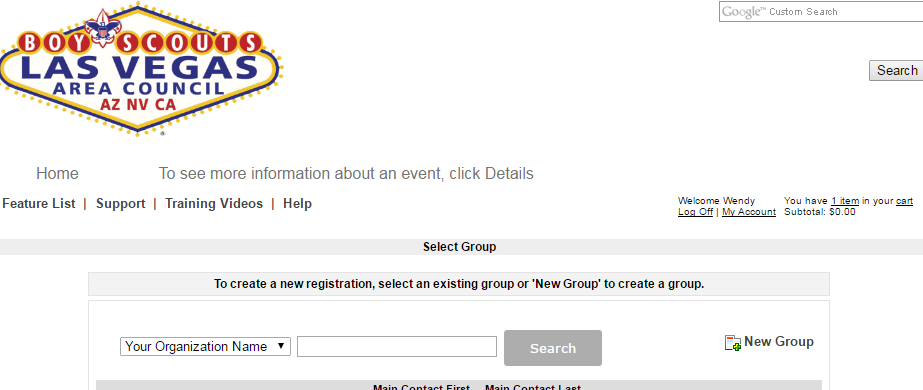 Google™ Custom Search
BOY SCOUTS
LAS VEGAS
AREA COUNCIL
AZ NV CA
Search
Home To see more information about an event, click Details
Feature List | Support | Training Videos | Help
Welcome Wendy You have 1 item in your cart
Log Off | My Account Subtotal: $0.00
Select Group
To create a new registration, select an existing group or 'New Group' to create a group.
Your Organization Name Search New Group
Main Contact First Main Contact Last